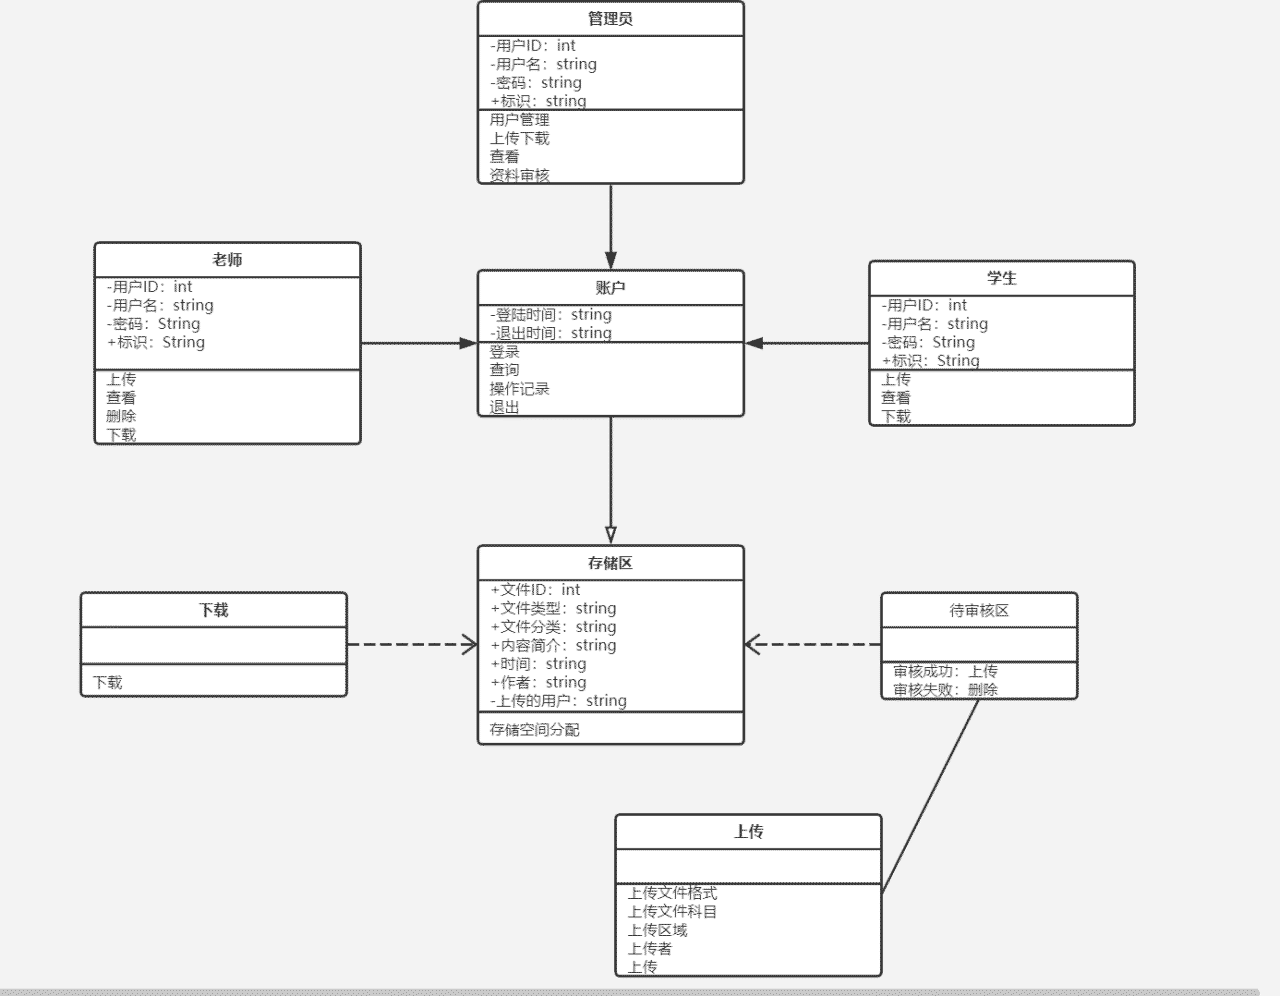 管理员
-用户ID：int
-用户名：string
-密码：string
+标识：string
用户管理
上传下载
查看
资料审核
老师
-用户ID：int
-用户名：string
-密码：String
+标识：String
上传
查看
删除
下载
账户
-登陆时间：string
-退出时间：string
登录
查询
操作记录
退出
学生
-用户ID：int
-用户名：string
-密码：String
+标识：String
上传
查看
下载
下载
下载
存储区
+文件ID：int
+文件类型：string
+文件分类：string
+内容简介：string
+时间：string
+作者：string
-上传的用户：string
存储空间分配
待审核区
审核成功：上传
审核失败：删除
上传
上传文件格式
上传文件科目
上传区域
上传者
上传